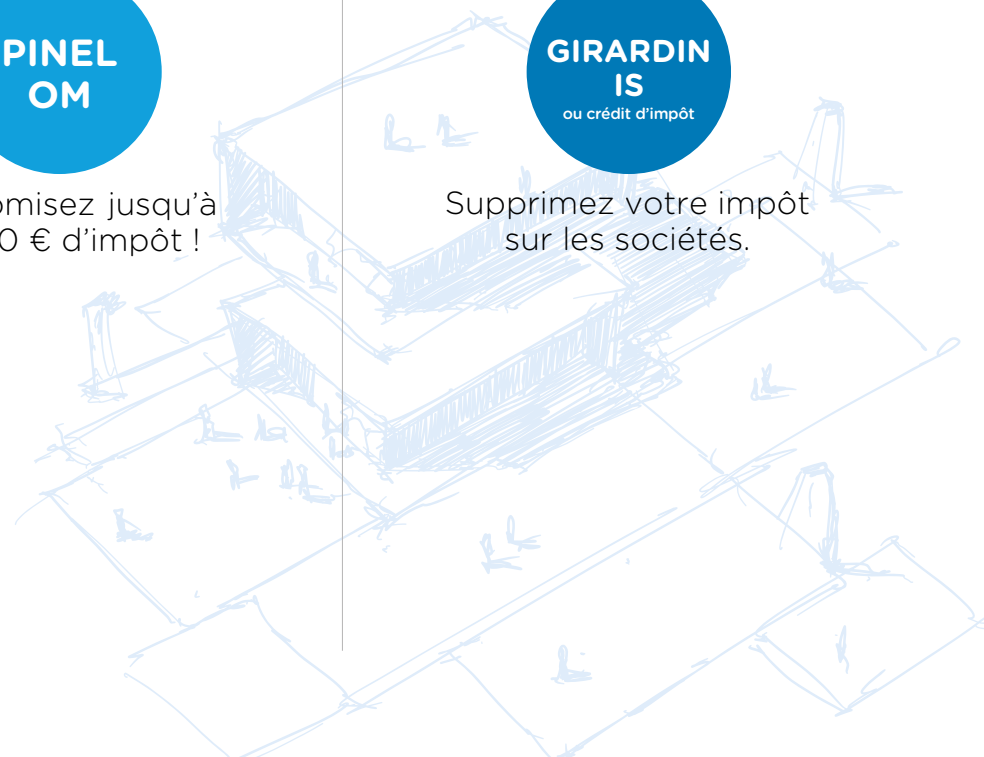 PINEL
OM
omisez jusqu’à
0 € d’impôt !
GIRARDIN
IS
ou crédit d’impôt
Supprimez votre impôt
sur les sociétés.